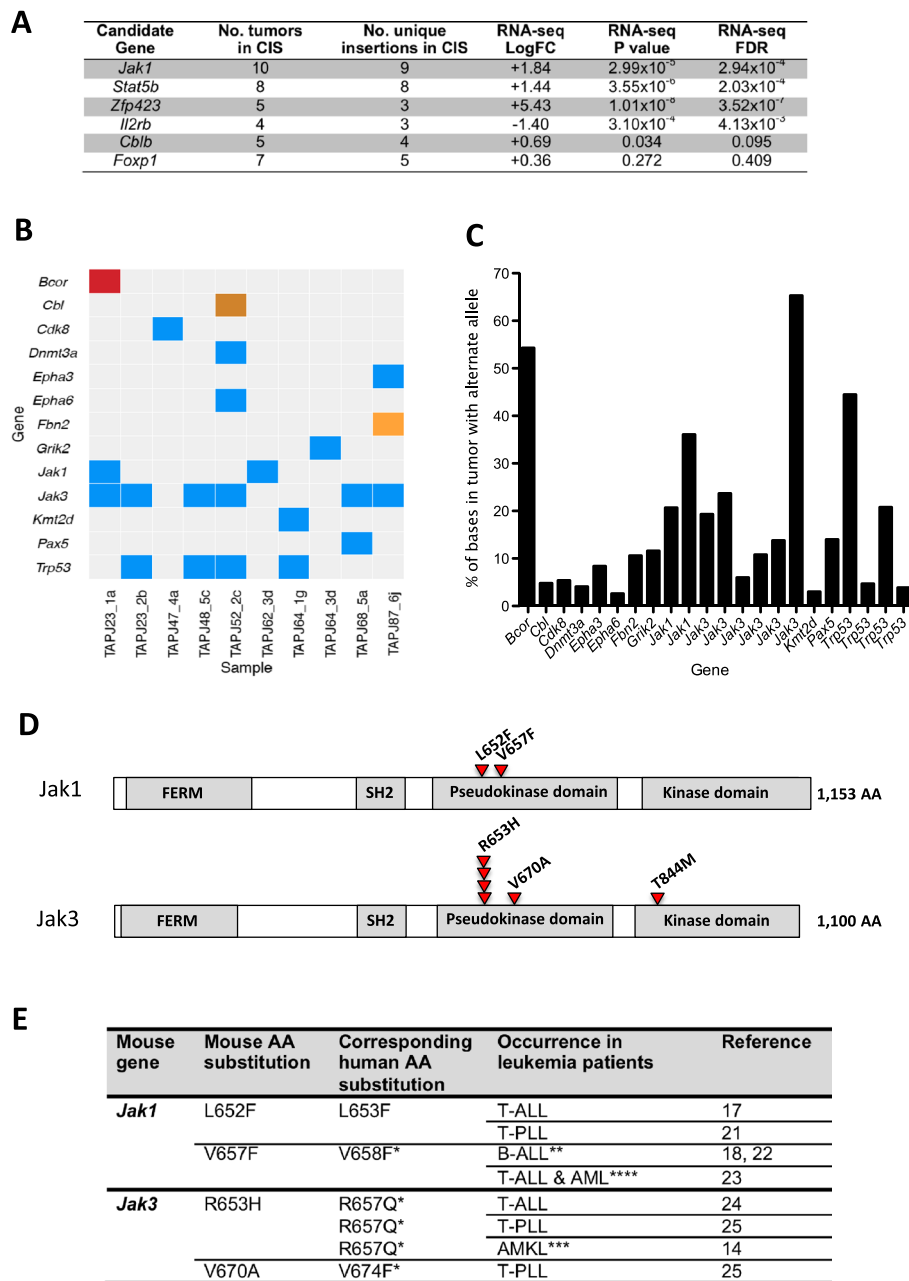 A
Candidate Gene No. tumors in CIS No. unique insertions in CIS RNA-seq LogFC RNA-seq P value RNA-seq FDR
Jak1 10 9 +1.84 2.99x10⁻⁵ 2.94x10⁻⁴
Stat5b 8 8 +1.44 3.55x10⁻⁶ 2.03x10⁻⁴
Zfp423 5 3 +5.43 1.01x10⁻⁸ 3.52x10⁻⁷
Il2rb 4 3 -1.40 3.10x10⁻⁴ 4.13x10⁻³
Cblb 5 4 +0.69 0.034 0.095
Foxp1 7 5 +0.36 0.272 0.409
B
Gene
Bcor
Cbl
Cdk8
Dnmt3a
Epha3
Epha6
Fbn2
Grik2
Jak1
Jak3
Kmt2d
Pax5
Trp53
TAPJ23_1a TAPJ23_2b TAPJ47_4a TAPJ48_5c TAPJ52_2c TAPJ62_3d TAPJ64_1g TAPJ64_3d TAPJ68_5a TAPJ87_6j
Sample
C
% of bases in tumor with alternate allele
70
60
50
40
30
20
10
0
Bcor Cbl Cdk8 Dnmt3a Epha3 Epha6 Fbn2 Grik2 Jak1 Jak1 Jak3 Jak3 Jak3 Jak3 Jak3 Jak3 Kmt2d Pax5 Trp53 Trp53 Trp53 Trp53
Gene
D
L652F V657F
Jak1 FERM SH2 Pseudokinase domain Kinase domain 1,153 AA
R653H V670A T844M
Jak3 FERM SH2 Pseudokinase domain Kinase domain 1,100 AA
E
Mouse gene Mouse AA substitution Corresponding human AA substitution Occurrence in leukemia patients Reference
Jak1 L652F L653F T-ALL 17
T-PLL 21
V657F V658F* B-ALL** 18, 22
T-ALL & AML**** 23
Jak3 R653H R657Q* T-ALL 24
R657Q* T-PLL 25
R657Q* AMKL*** 14
V670A V674F* T-PLL 25